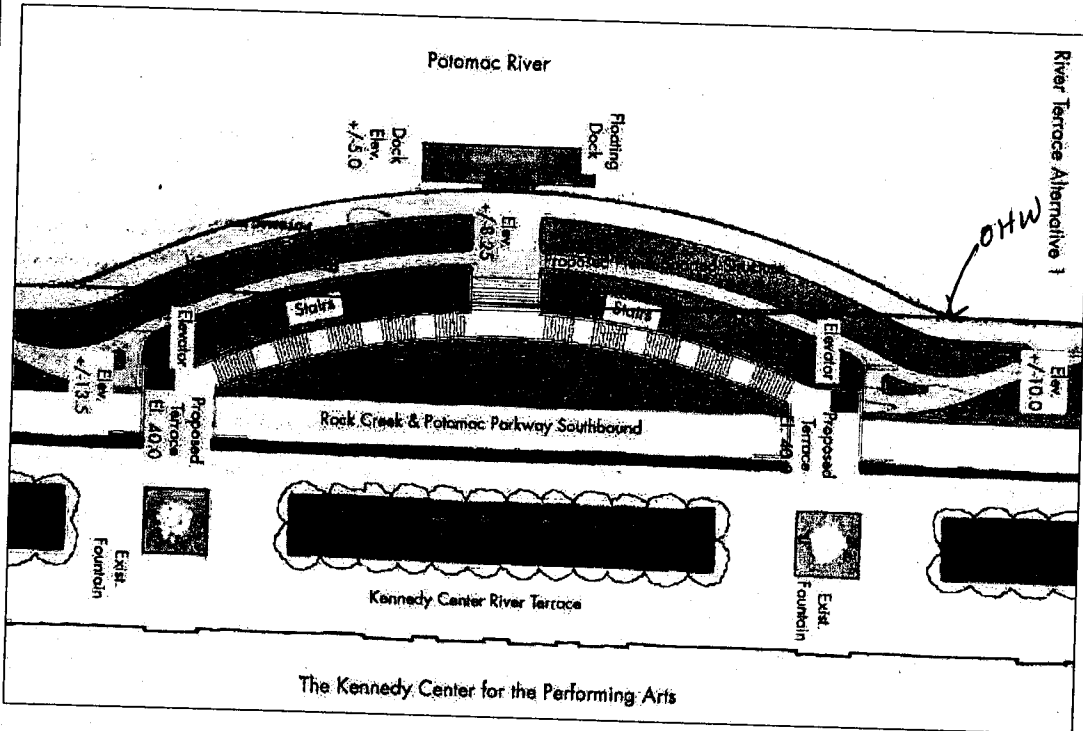 Potomac River
River Terrace Alternative 1
OHW
Floating
Dock
Dock
Elev.
+/-5.0
Elev.
+/-8.25
Proposed
Stairs
Stairs
Elevator
Elevator
Elev.
+/-10.0
Elev.
+/-13.5
Proposed
Terrace
El. 40.0
Proposed
Terrace
Rock Creek & Potomac Parkway Southbound
Exist.
Fountain
Exist.
Fountain
Kennedy Center River Terrace
The Kennedy Center for the Performing Arts